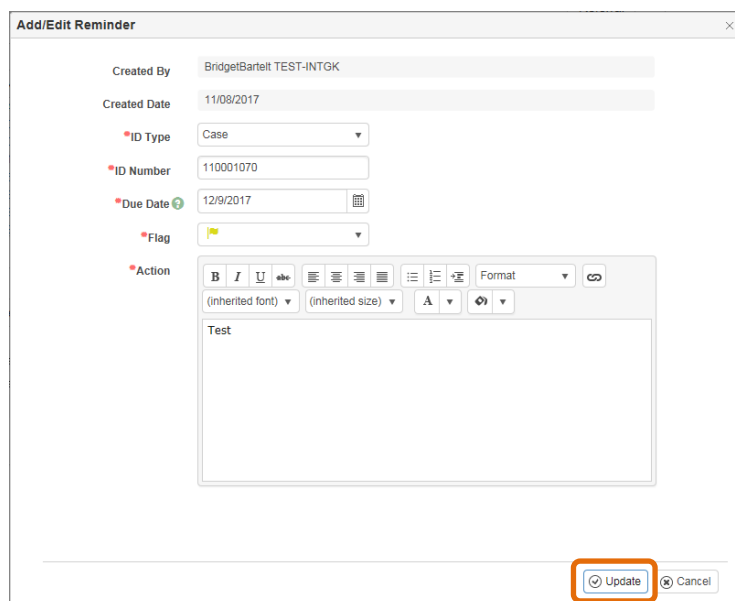 Add/Edit Reminder
Created By BridgetBartelt TEST-INTGK
Created Date 11/08/2017
*ID Type Case
*ID Number 110001070
*Due Date ? 12/9/2017
*Flag
*Action
B I U abc Format
(inherited font) (inherited size) A
Test
Update Cancel